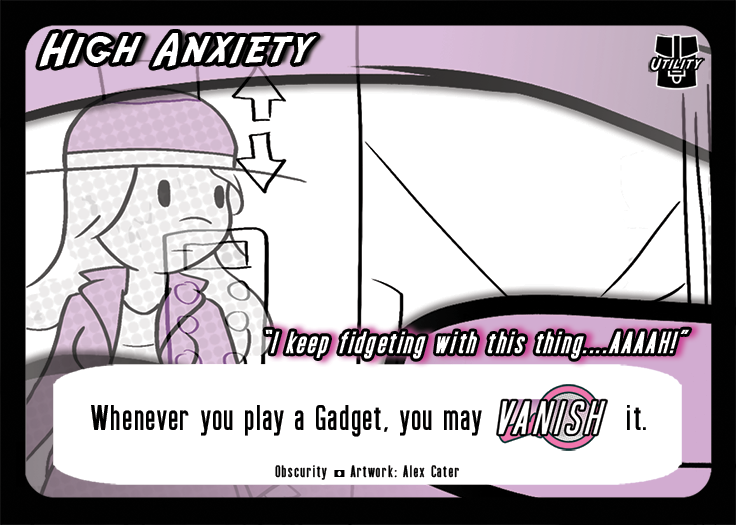 High Anxiety
Utility
"I keep fidgeting with this thing....AAAAH!"
Whenever you play a Gadget, you may VANISH it.
Obscurity ◘ Artwork: Alex Cater